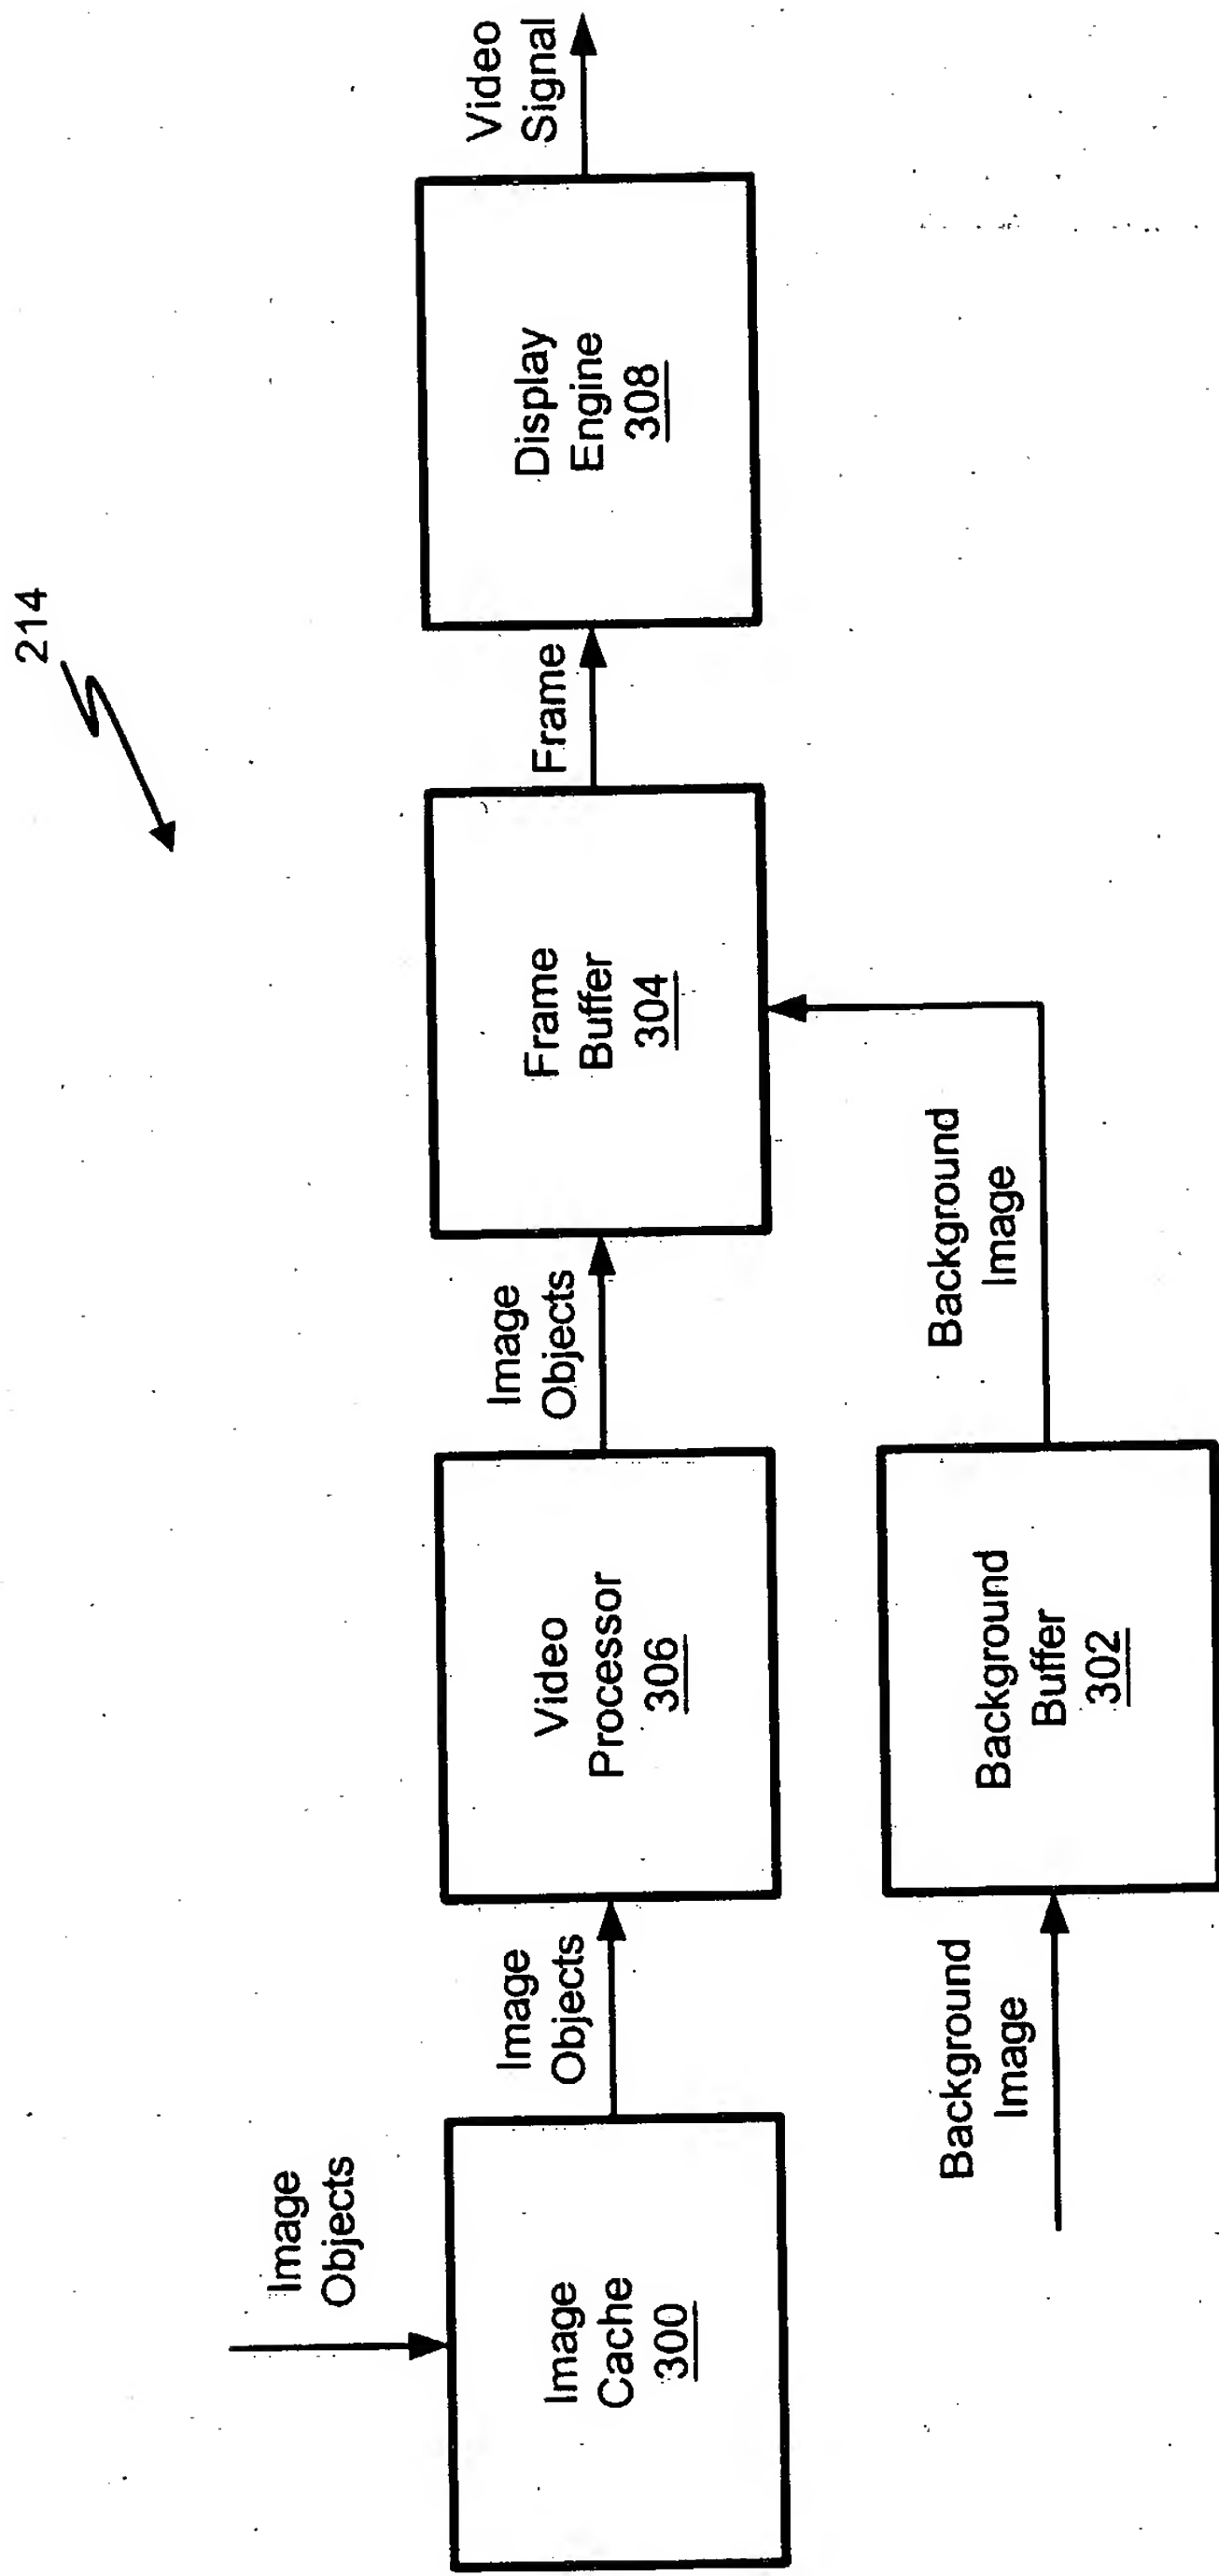 214
Image
Objects
Image
Cache
300
Image
Objects
Video
Processor
306
Image
Objects
Frame
Buffer
304
Frame
Display
Engine
308
Video
Signal
Background
Image
Background
Buffer
302
Background
Image